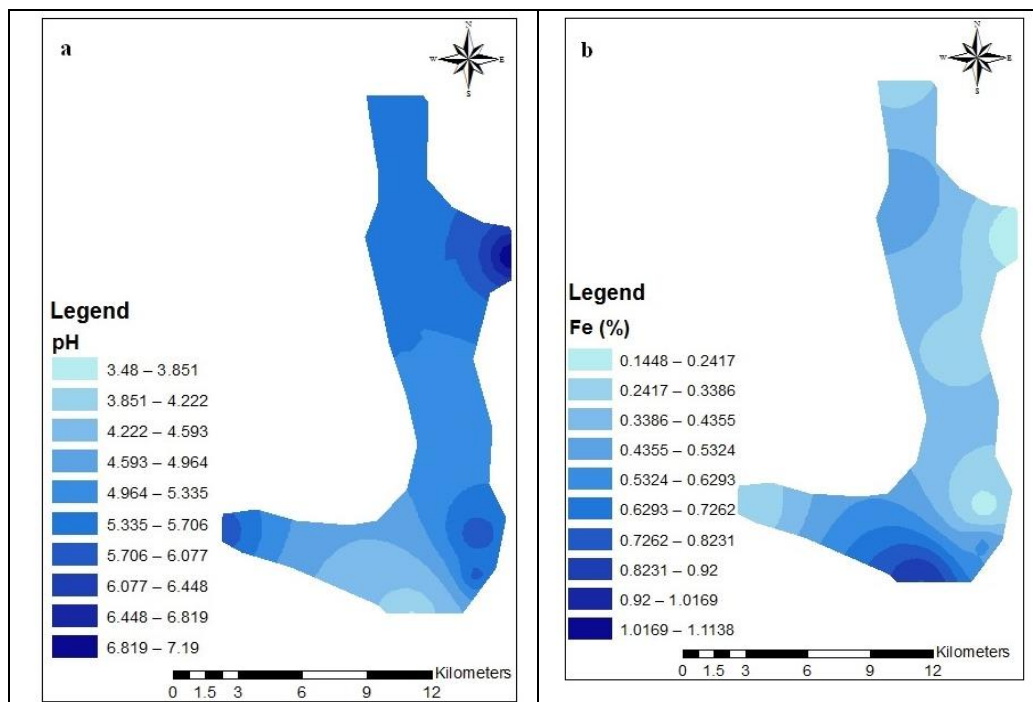 a
N
W E
S
Legend
pH
3.48 – 3.851
3.851 – 4.222
4.222 – 4.593
4.593 – 4.964
4.964 – 5.335
5.335 – 5.706
5.706 – 6.077
6.077 – 6.448
6.448 – 6.819
6.819 – 7.19
Kilometers
0 1.5 3 6 9 12
b
N
W E
S
Legend
Fe (%)
0.1448 – 0.2417
0.2417 – 0.3386
0.3386 – 0.4355
0.4355 – 0.5324
0.5324 – 0.6293
0.6293 – 0.7262
0.7262 – 0.8231
0.8231 – 0.92
0.92 – 1.0169
1.0169 – 1.1138
Kilometers
0 1.5 3 6 9 12